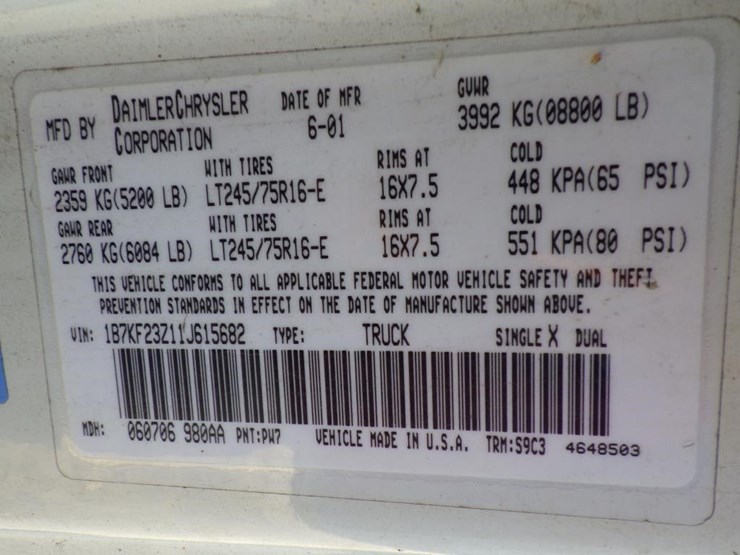 MFD BY DAIMLERCHRYSLER CORPORATION DATE OF MFR 6-01 GVWR 3992 KG(08800 LB)
GAWR FRONT WITH TIRES RIMS AT COLD
2359 KG(5200 LB) LT245/75R16-E 16X7.5 448 KPA(65 PSI)
GAWR REAR WITH TIRES RIMS AT COLD
2760 KG(6084 LB) LT245/75R16-E 16X7.5 551 KPA(80 PSI)
THIS VEHICLE CONFORMS TO ALL APPLICABLE FEDERAL MOTOR VEHICLE SAFETY AND THEFT
PREVENTION STANDARDS IN EFFECT ON THE DATE OF MANUFACTURE SHOWN ABOVE.
VIN: 1B7KF23Z11J615682 TYPE: TRUCK SINGLE X DUAL
MDH: 060706 980AA PNT:PW7 VEHICLE MADE IN U.S.A. TRM:S9C3 4648503